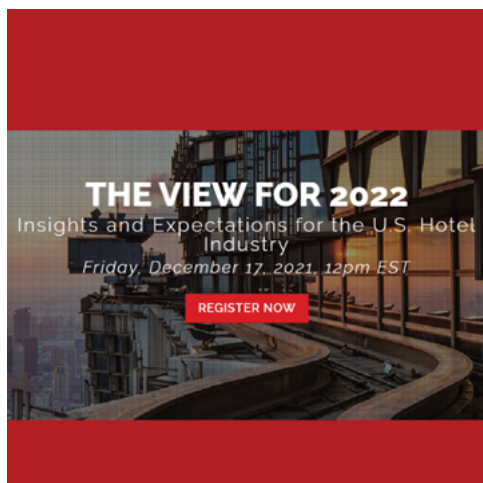 THE VIEW FOR 2022
Insights and Expectations for the U.S. Hotel
Industry
Friday, December 17, 2021, 12pm EST
REGISTER NOW